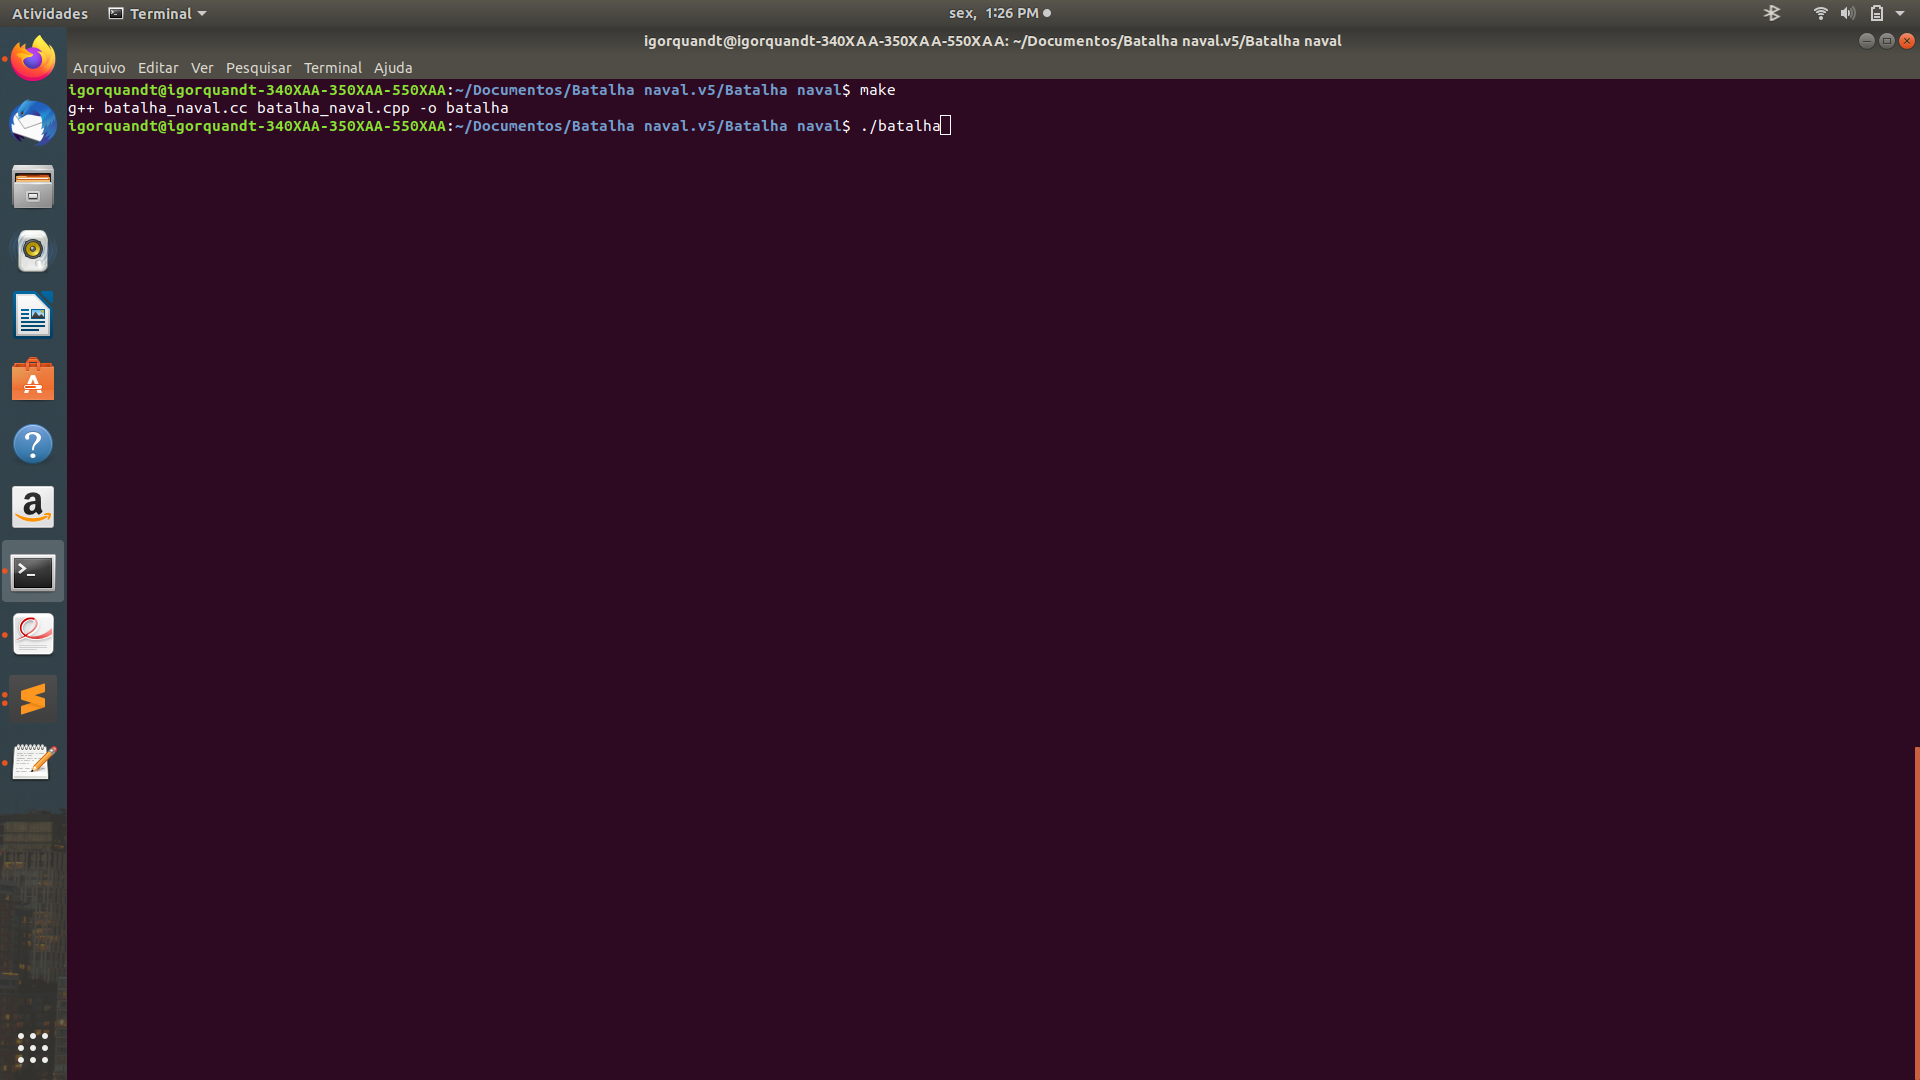 Atividades Terminal sex, 1:26 PM
igorquandt@igorquandt-340XAA-350XAA-550XAA: ~/Documentos/Batalha naval.v5/Batalha naval
Arquivo Editar Ver Pesquisar Terminal Ajuda
igorquandt@igorquandt-340XAA-350XAA-550XAA:~/Documentos/Batalha naval.v5/Batalha naval$ make
g++ batalha_naval.cc batalha_naval.cpp -o batalha
igorquandt@igorquandt-340XAA-350XAA-550XAA:~/Documentos/Batalha naval.v5/Batalha naval$ ./batalha